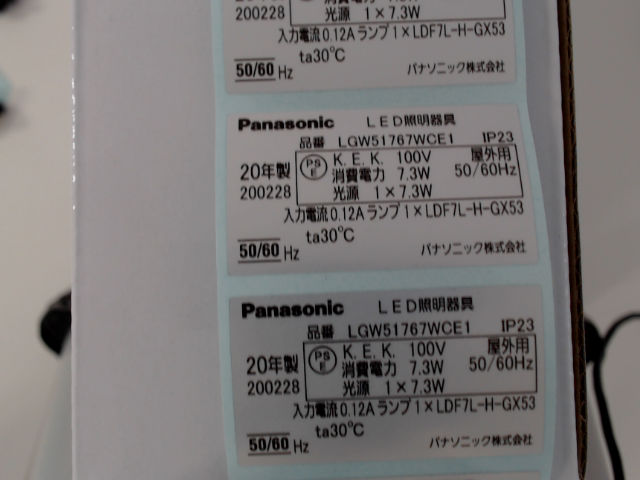 200228
消費電力 7.3W
光源 1×7.3W
入力電流0.12A ランプ1×LDF7L-H-GX53
ta30℃
50/60 Hz
パナソニック株式会社
Panasonic LED照明器具
品番 LGW51767WCE1 IP23
20年製 PSE K.E.K. 100V 屋外用
消費電力 7.3W 50/60Hz
200228 光源 1×7.3W
入力電流0.12A ランプ1×LDF7L-H-GX53
ta30℃
50/60 Hz パナソニック株式会社
Panasonic LED照明器具
品番 LGW51767WCE1 IP23
20年製 PSE K.E.K. 100V 屋外用
消費電力 7.3W 50/60Hz
200228 光源 1×7.3W
入力電流0.12A ランプ1×LDF7L-H-GX53
ta30℃
50/60 Hz パナソニック株式会社